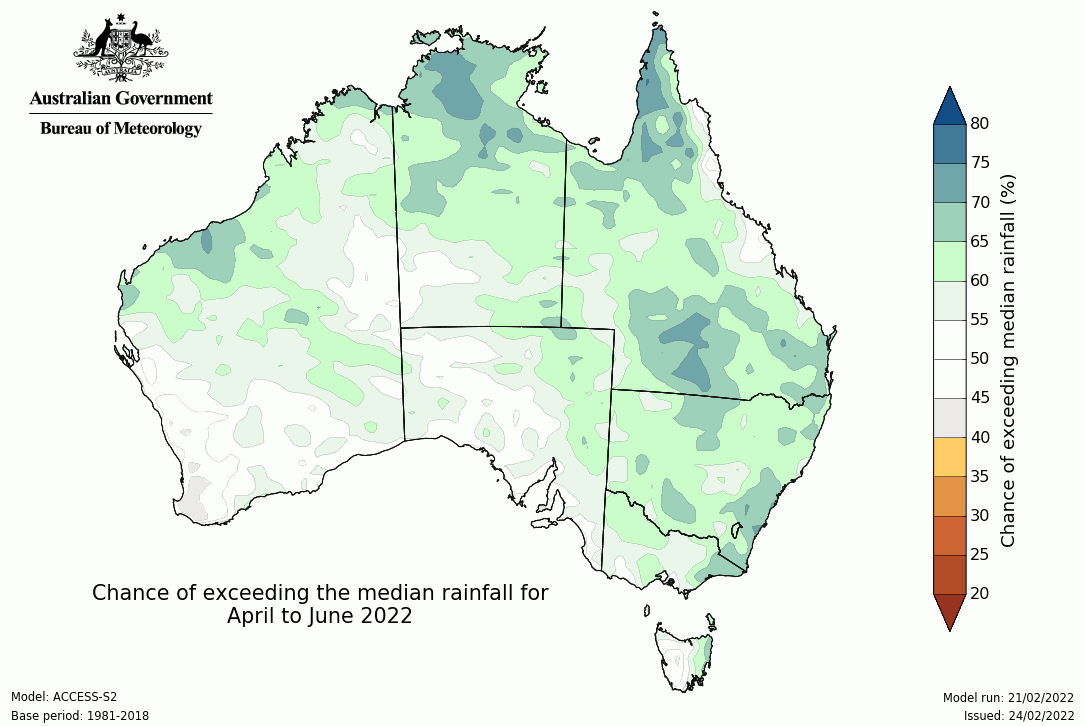 Australian Government
Bureau of Meteorology
80
75
70
65
60
55
50
45
40
35
30
25
20
Chance of exceeding median rainfall (%)
Chance of exceeding the median rainfall for
April to June 2022
Model: ACCESS-S2
Base period: 1981-2018
Model run: 21/02/2022
Issued: 24/02/2022